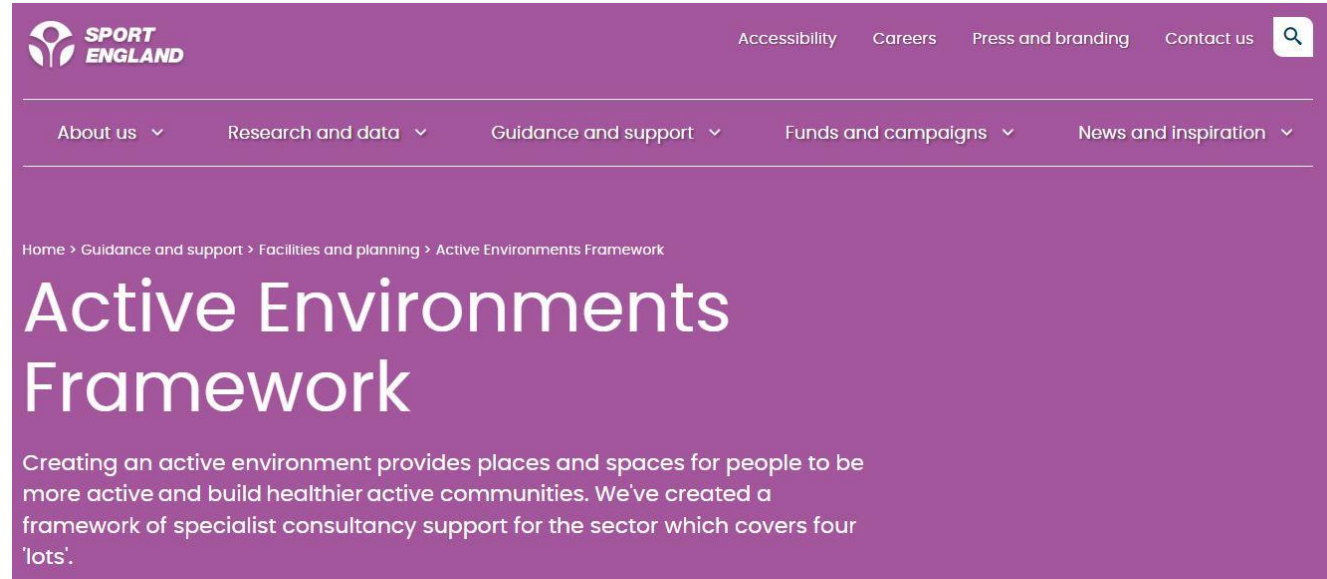 SPORT
ENGLAND
Accessibility Careers Press and branding Contact us
About us Research and data Guidance and support Funds and campaigns News and inspiration
Home > Guidance and support > Facilities and planning > Active Environments Framework
Active Environments
Framework
Creating an active environment provides places and spaces for people to be
more active and build healthier active communities. We've created a
framework of specialist consultancy support for the sector which covers four
'lots'.